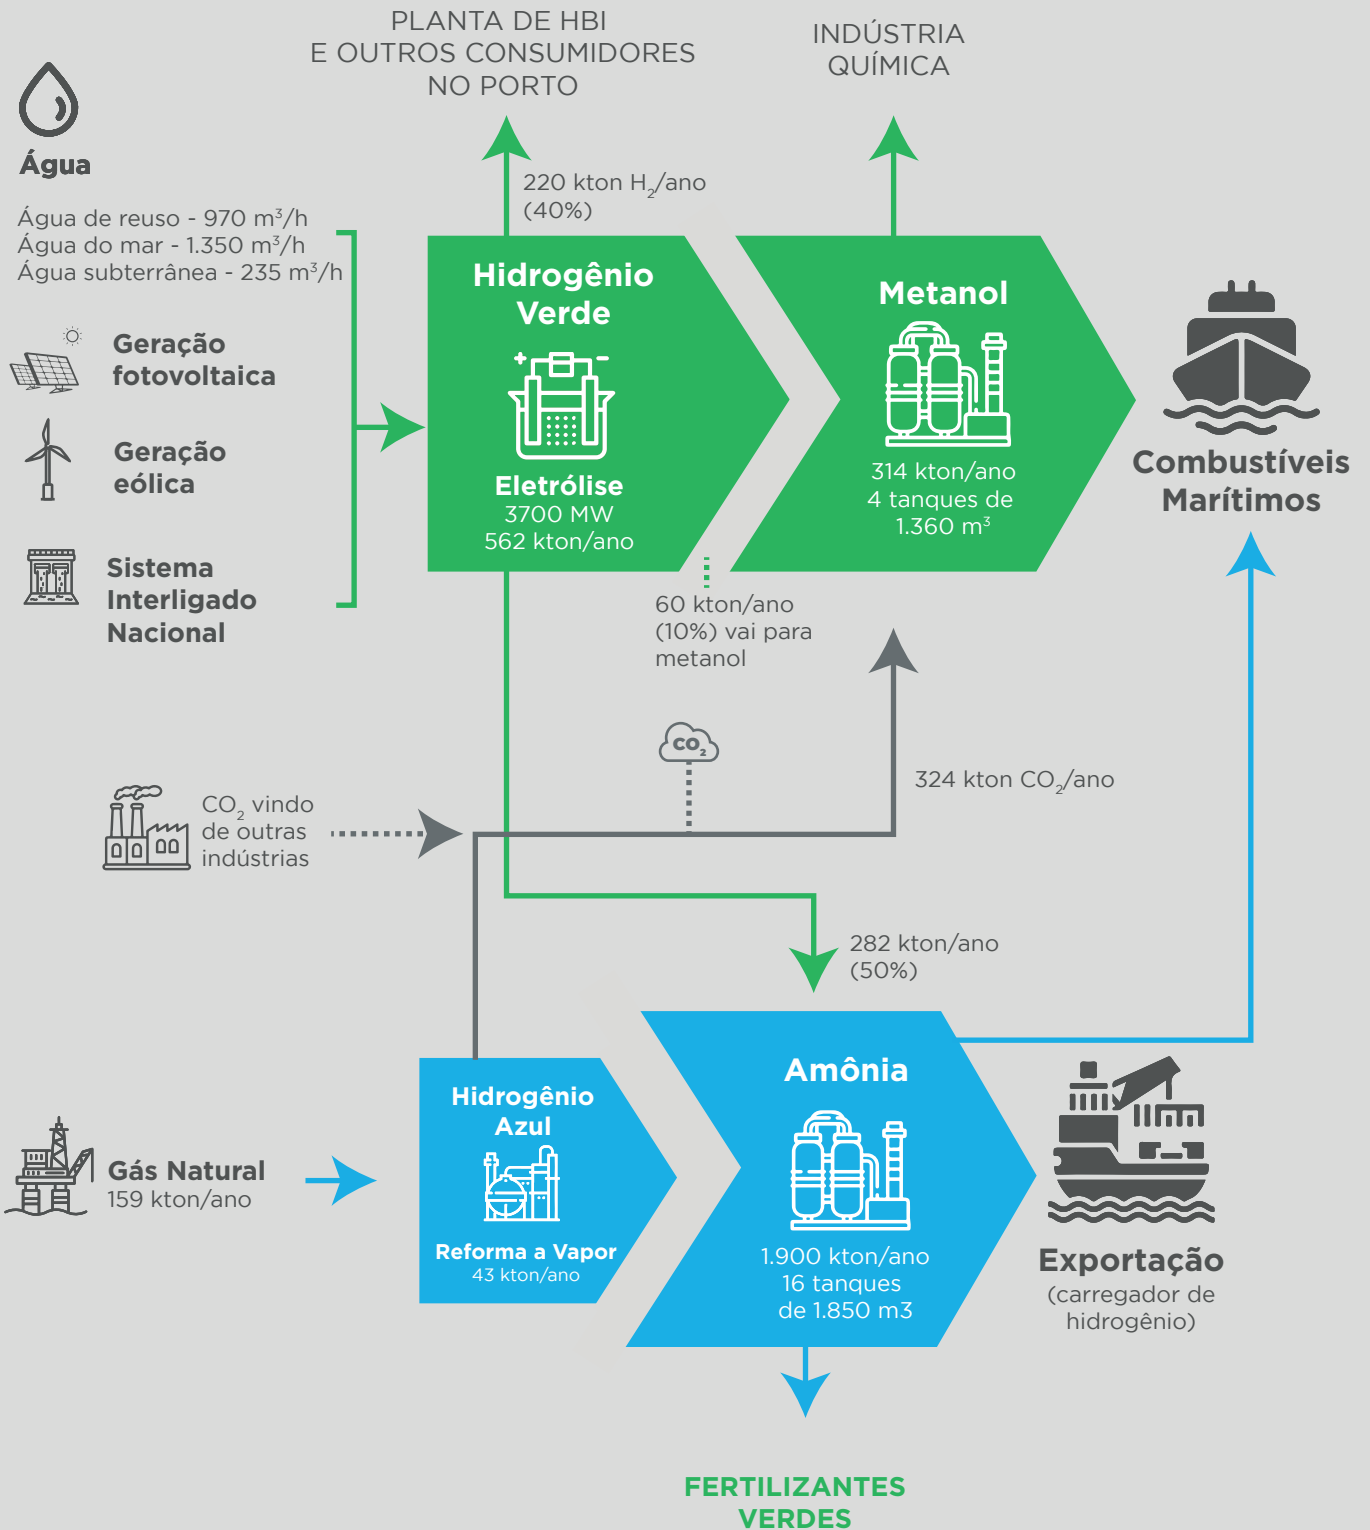 PLANTA DE HBI
E OUTROS CONSUMIDORES
NO PORTO
INDÚSTRIA
QUÍMICA
Água
Água de reuso - 970 m³/h
Água do mar - 1.350 m³/h
Água subterrânea - 235 m³/h
220 kton H₂/ano
(40%)
Geração
fotovoltaica
Geração
eólica
Sistema
Interligado
Nacional
Hidrogênio
Verde
+ -
Eletrólise
3700 MW
562 kton/ano
Metanol
314 kton/ano
4 tanques de
1.360 m³
Combustíveis
Marítimos
60 kton/ano
(10%) vai para
metanol
CO₂
324 kton CO₂/ano
CO₂ vindo
de outras
indústrias
282 kton/ano
(50%)
Gás Natural
159 kton/ano
Hidrogênio
Azul
Reforma a Vapor
43 kton/ano
Amônia
1.900 kton/ano
16 tanques
de 1.850 m3
Exportação
(carregador de
hidrogênio)
FERTILIZANTES
VERDES